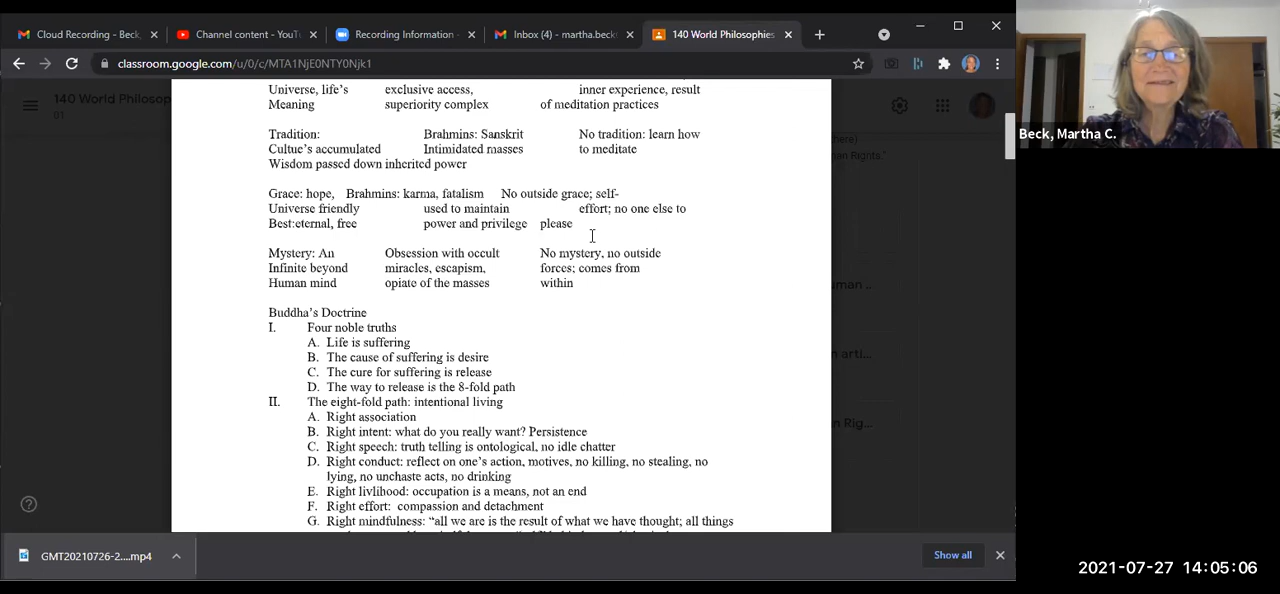 Cloud Recording - Beck,
Channel content - YouTu
Recording Information -
Inbox (4) - martha.beck
140 World Philosophies
classroom.google.com/u/0/c/MTA1NjE0NTY0Njk1
140 World Philosoph
01
Universe, life's exclusive access, inner experience, result
Meaning superiority complex of meditation practices
Tradition: Brahmins: Sanskrit No tradition: learn how
Cultue's accumulated Intimidated masses to meditate
Wisdom passed down inherited power
Grace: hope, Brahmins: karma, fatalism No outside grace; self-
Universe friendly used to maintain effort; no one else to
Best:eternal, free power and privilege please
Mystery: An Obsession with occult No mystery, no outside
Infinite beyond miracles, escapism, forces; comes from
Human mind opiate of the masses within
Buddha's Doctrine
I. Four noble truths
A. Life is suffering
B. The cause of suffering is desire
C. The cure for suffering is release
D. The way to release is the 8-fold path
II. The eight-fold path: intentional living
A. Right association
B. Right intent: what do you really want? Persistence
C. Right speech: truth telling is ontological, no idle chatter
D. Right conduct: reflect on one's action, motives, no killing, no stealing, no
lying, no unchaste acts, no drinking
E. Right livlihood: occupation is a means, not an end
F. Right effort: compassion and detachment
G. Right mindfulness: "all we are is the result of what we have thought; all things
here)
an Rights."
uman ...
n arti...
n Rig...
GMT20210726-2....mp4
Show all
Beck, Martha C.
2021-07-27 14:05:06